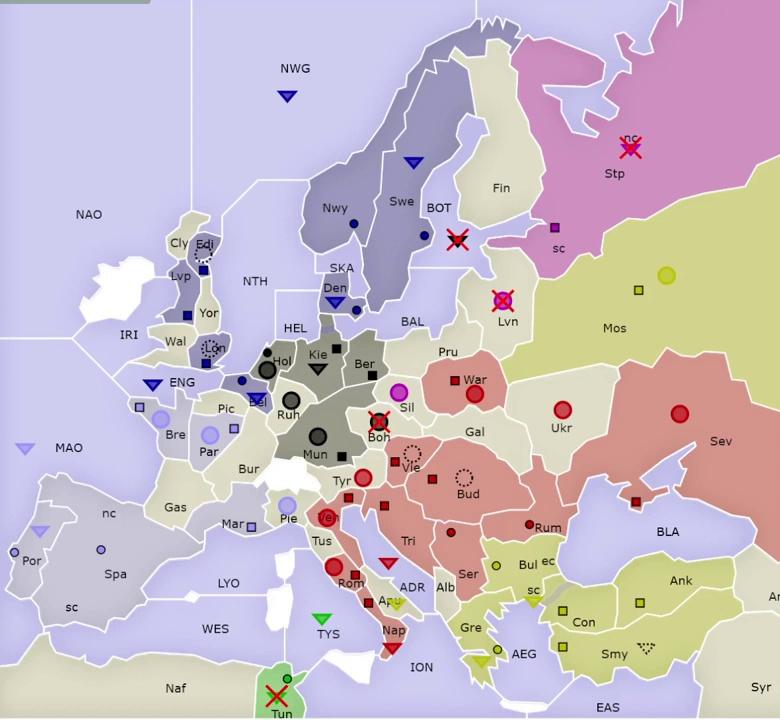 NWG
nc
Stp
Fin
NAO
Nwy
Swe
BOT
Cly
Edi
sc
Lvp
NTH
SKA
Den
Lvn
Mos
Yor
IRI
HEL
BAL
Wal
Lon
Hol
Kie
Ber
Pru
War
ENG
Bel
Sil
Pic
Ruh
Ukr
Bre
Par
Boh
Gal
Sev
MAO
Mun
Bur
Vie
Tyr
Bud
Gas
nc
Pie
Ven
Mar
Tri
Rum
BLA
Por
Spa
Tus
Ser
Bul
ec
Ank
Rom
ADR
Alb
sc
Con
LYO
Apu
sc
WES
TYS
Nap
Gre
AEG
Smy
ION
Naf
Syr
EAS
Tun